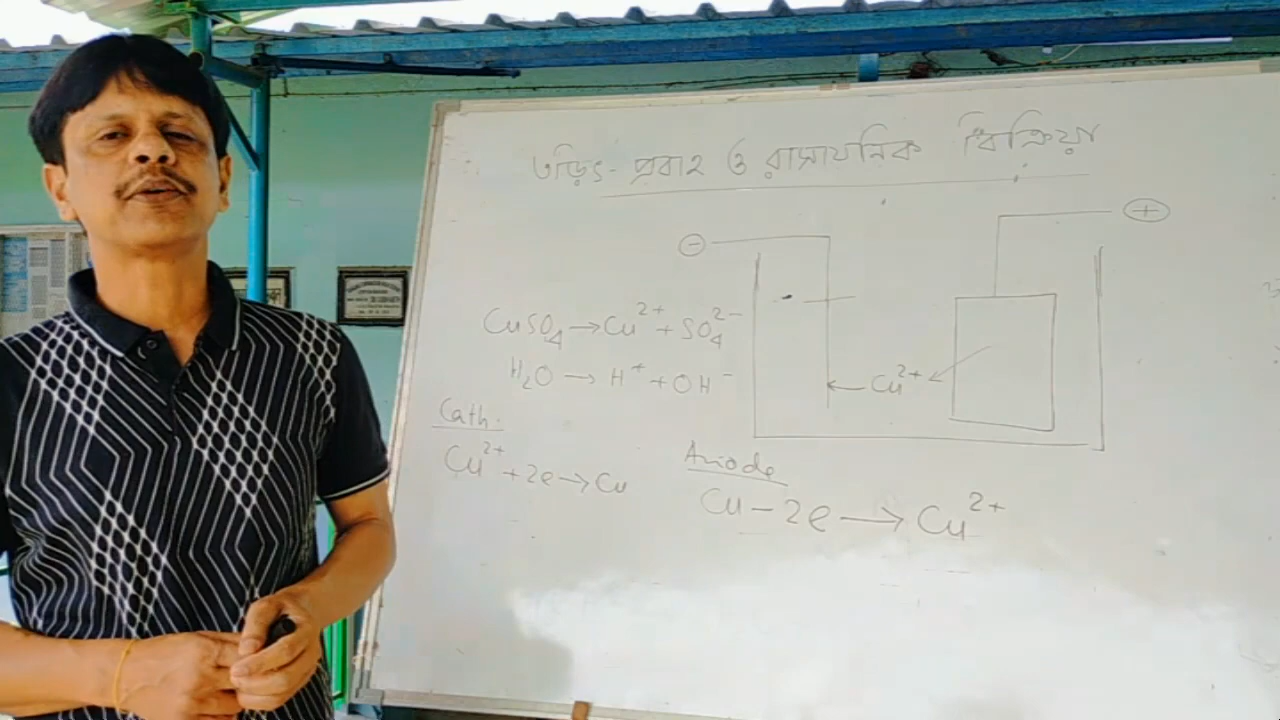 তড়িৎ-প্রবাহ ও রাসায়নিক বিক্রিয়া
⊖
⊕
CuSO₄ → Cu²⁺ + SO₄²⁻
H₂O → H⁺ + OH⁻
← Cu²⁺ ←
Cath.
Cu²⁺ + 2e → Cu
Anode
Cu − 2e → Cu²⁺